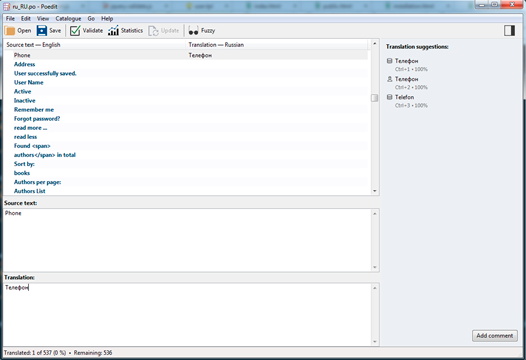 ru_RU.po - Poedit
File Edit View Catalogue Go Help
Open Save Validate Statistics Update Fuzzy
Source text — English Translation — Russian
Phone Телефон
Address
User successfully saved.
User Name
Active
Inactive
Remember me
Forgot password?
read more ...
read less
Found <span>
authors</span> in total
Sort by:
books
Authors per page:
Authors List
Source text:
Phone
Translation:
Телефон
Translation suggestions:
Телефон
Ctrl+1 • 100%
Телефон
Ctrl+2 • 100%
Telefon
Ctrl+3 • 100%
Add comment
Translated: 1 of 537 (0 %) • Remaining: 536